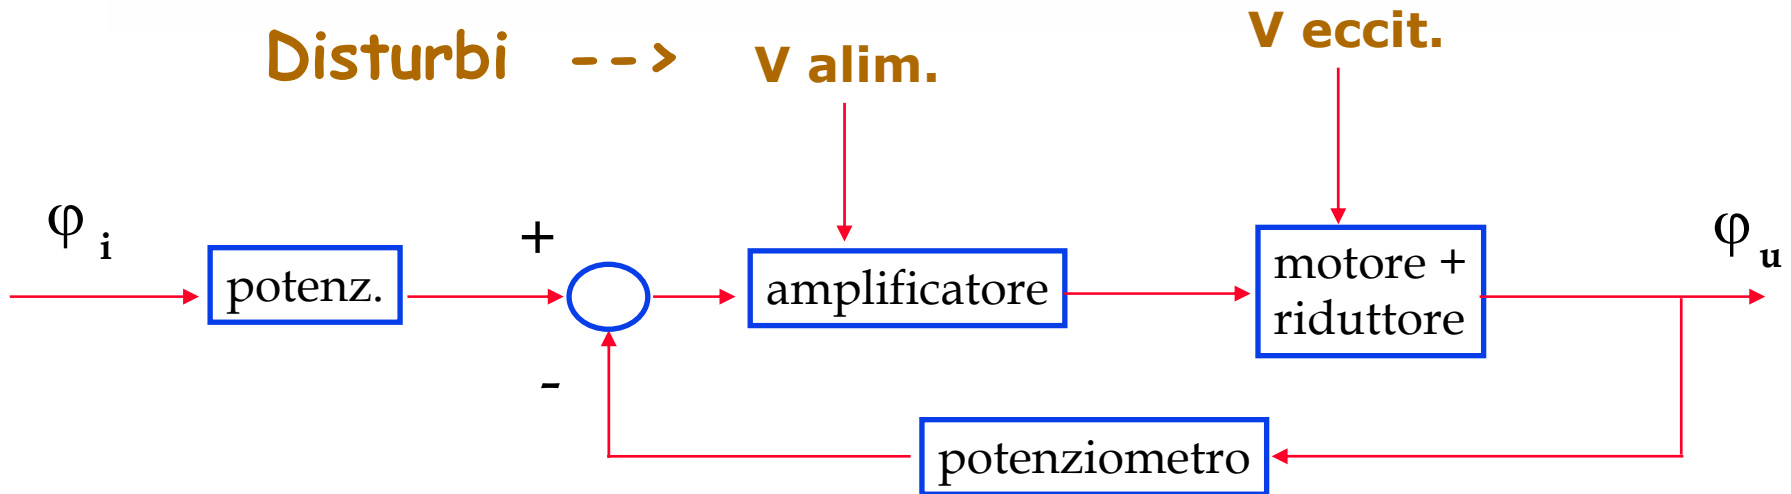 Disturbi --> V alim. V eccit.
φ i
potenz.
+
-
amplificatore
motore +
riduttore
φ u
potenziometro